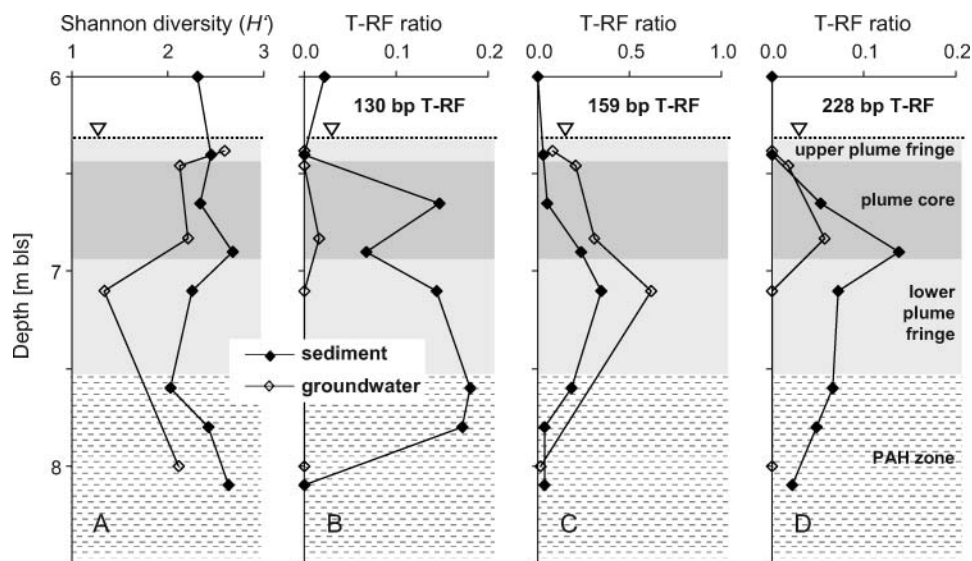 Shannon diversity (H') T-RF ratio T-RF ratio T-RF ratio
1 2 3 0.0 0.1 0.2 0.0 0.5 1.0 0.0 0.1 0.2
6
130 bp T-RF 159 bp T-RF 228 bp T-RF
upper plume fringe
plume core
Depth [m bls]
7
lower
plume
fringe
sediment
groundwater
8
PAH zone
A B C D